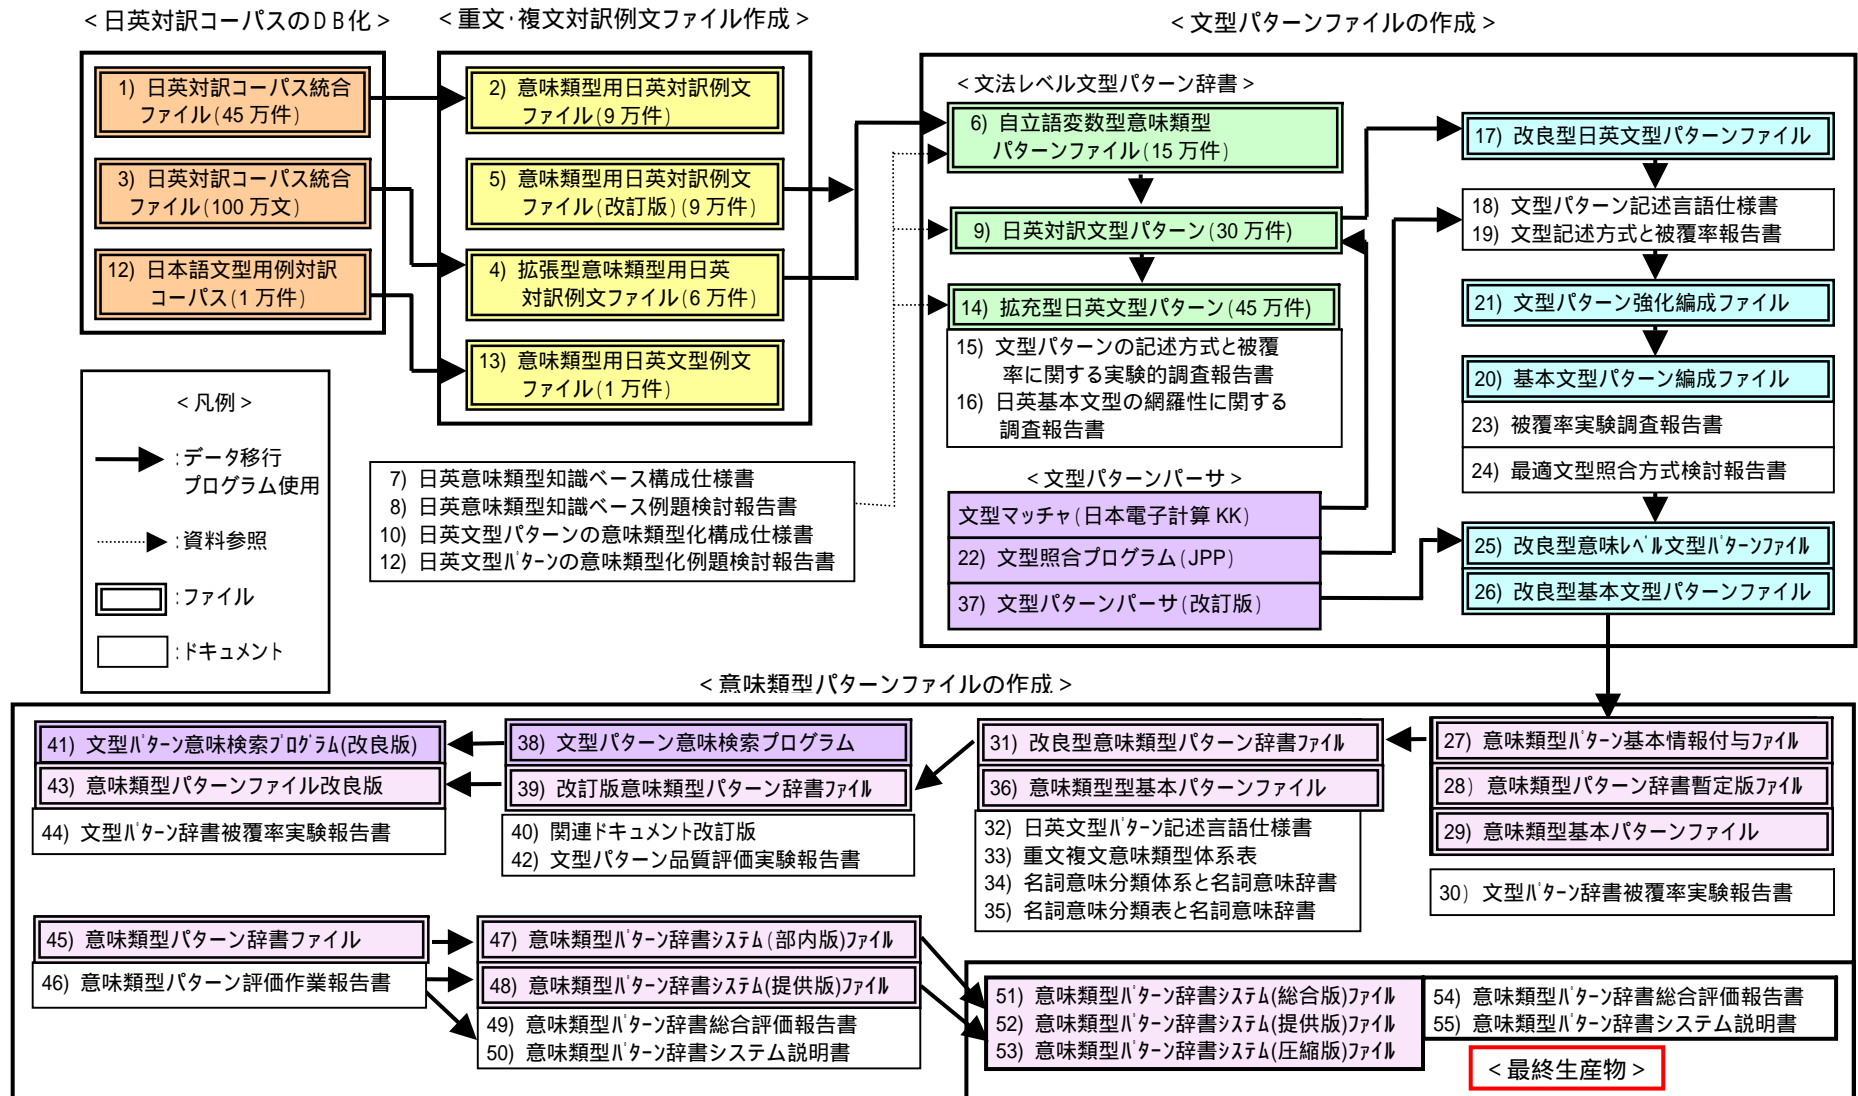 ＜日英対訳コーパスのＤＢ化＞
1) 日英対訳コーパス統合
ファイル(45 万件)
3) 日英対訳コーパス統合
ファイル(100 万文)
12) 日本語文型用例対訳
コーパス(1 万件)
＜重文・複文対訳例文ファイル作成＞
2) 意味類型用日英対訳例文
ファイル(9 万件)
5) 意味類型用日英対訳例文
ファイル(改訂版)(9 万件)
4) 拡張型意味類型用日英
対訳例文ファイル(6 万件)
13) 意味類型用日英文型例文
ファイル(1 万件)
＜凡例＞
:データ移行
プログラム使用
:資料参照
:ファイル
:ドキュメント
7) 日英意味類型知識ベース構成仕様書
8) 日英意味類型知識ベース例題検討報告書
10) 日英文型パターンの意味類型化構成仕様書
12) 日英文型ﾊﾟﾀｰﾝの意味類型化例題検討報告書
＜文型パターンファイルの作成＞
＜文法レベル文型パターン辞書＞
6) 自立語変数型意味類型
パターンファイル(15 万件)
9) 日英対訳文型パターン(30 万件)
14) 拡充型日英文型パターン(45 万件)
15) 文型パターンの記述方式と被覆
率に関する実験的調査報告書
16) 日英基本文型の網羅性に関する
調査報告書
＜文型パターンパーサ＞
文型マッチャ(日本電子計算 KK)
22) 文型照合プログラム(JPP)
37) 文型パターンパーサ(改訂版)
17) 改良型日英文型パターンファイル
18) 文型パターン記述言語仕様書
19) 文型記述方式と被覆率報告書
21) 文型パターン強化編成ファイル
20) 基本文型パターン編成ファイル
23) 被覆率実験調査報告書
24) 最適文型照合方式検討報告書
25) 改良型意味ﾚﾍﾞﾙ文型ﾊﾟﾀｰﾝﾌｧｲﾙ
26) 改良型基本文型パターンファイル
＜意味類型パターンファイルの作成＞
41) 文型ﾊﾟﾀｰﾝ意味検索ﾌﾟﾛｸﾞﾗﾑ(改良版)
43) 意味類型パターンファイル改良版
44) 文型ﾊﾟﾀｰﾝ辞書被覆率実験報告書
38) 文型パターン意味検索プログラム
39) 改訂版意味類型パターン辞書ﾌｧｲﾙ
40) 関連ドキュメント改訂版
42) 文型パターン品質評価実験報告書
31) 改良型意味類型パターン辞書ﾌｧｲﾙ
36) 意味類型型基本パターンファイル
32) 日英文型ﾊﾟﾀｰﾝ記述言語仕様書
33) 重文複文意味類型体系表
34) 名詞意味分類体系と名詞意味辞書
35) 名詞意味分類表と名詞意味辞書
27) 意味類型ﾊﾟﾀｰﾝ基本情報付与ﾌｧｲﾙ
28) 意味類型パターン辞書暫定版ﾌｧｲﾙ
29) 意味類型基本パターンファイル
30) 文型ﾊﾟﾀｰﾝ辞書被覆率実験報告書
45) 意味類型パターン辞書ファイル
46) 意味類型パターン評価作業報告書
47) 意味類型ﾊﾟﾀｰﾝ辞書ｼｽﾃﾑ(部内版)ﾌｧｲﾙ
48) 意味類型ﾊﾟﾀｰﾝ辞書ｼｽﾃﾑ(提供版)ﾌｧｲﾙ
49) 意味類型ﾊﾟﾀｰﾝ辞書総合評価報告書
50) 意味類型ﾊﾟﾀｰﾝ辞書システム説明書
51) 意味類型ﾊﾟﾀｰﾝ辞書ｼｽﾃﾑ(総合版)ﾌｧｲﾙ
52) 意味類型ﾊﾟﾀｰﾝ辞書ｼｽﾃﾑ(提供版)ﾌｧｲﾙ
53) 意味類型ﾊﾟﾀｰﾝ辞書ｼｽﾃﾑ(圧縮版)ﾌｧｲﾙ
54) 意味類型ﾊﾟﾀｰﾝ辞書総合評価報告書
55) 意味類型ﾊﾟﾀｰﾝ辞書システム説明書
＜最終生産物＞